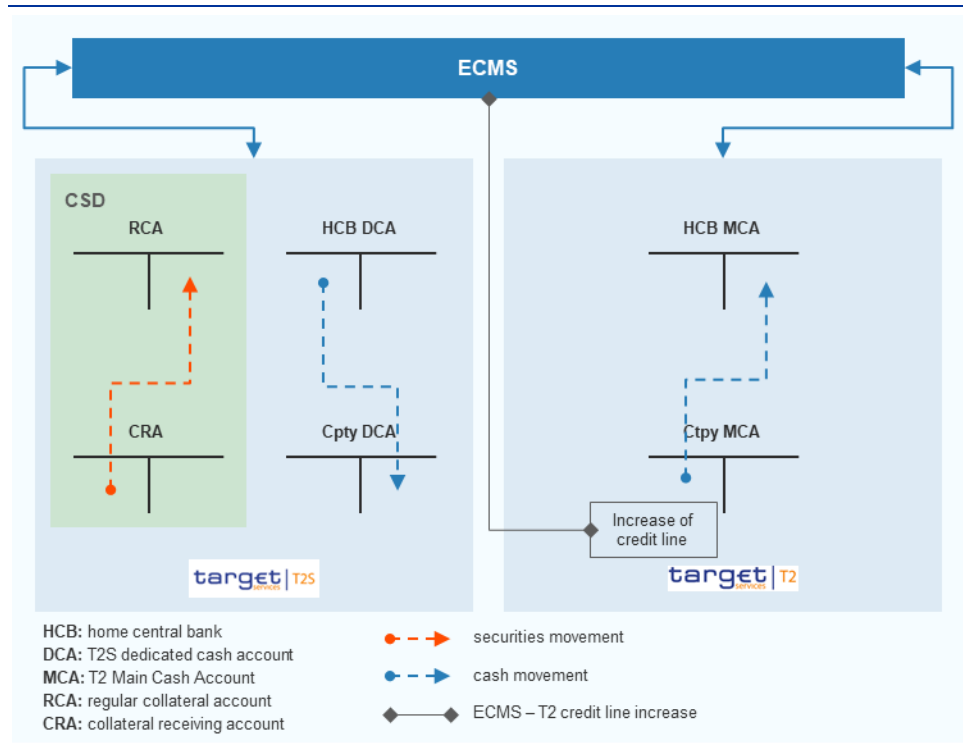 ECMS
CSD
RCA
HCB DCA
HCB MCA
CRA
Cpty DCA
Ctpy MCA
Increase of
credit line
target services | T2S
target services | T2
HCB: home central bank
DCA: T2S dedicated cash account
MCA: T2 Main Cash Account
RCA: regular collateral account
CRA: collateral receiving account
securities movement
cash movement
ECMS – T2 credit line increase